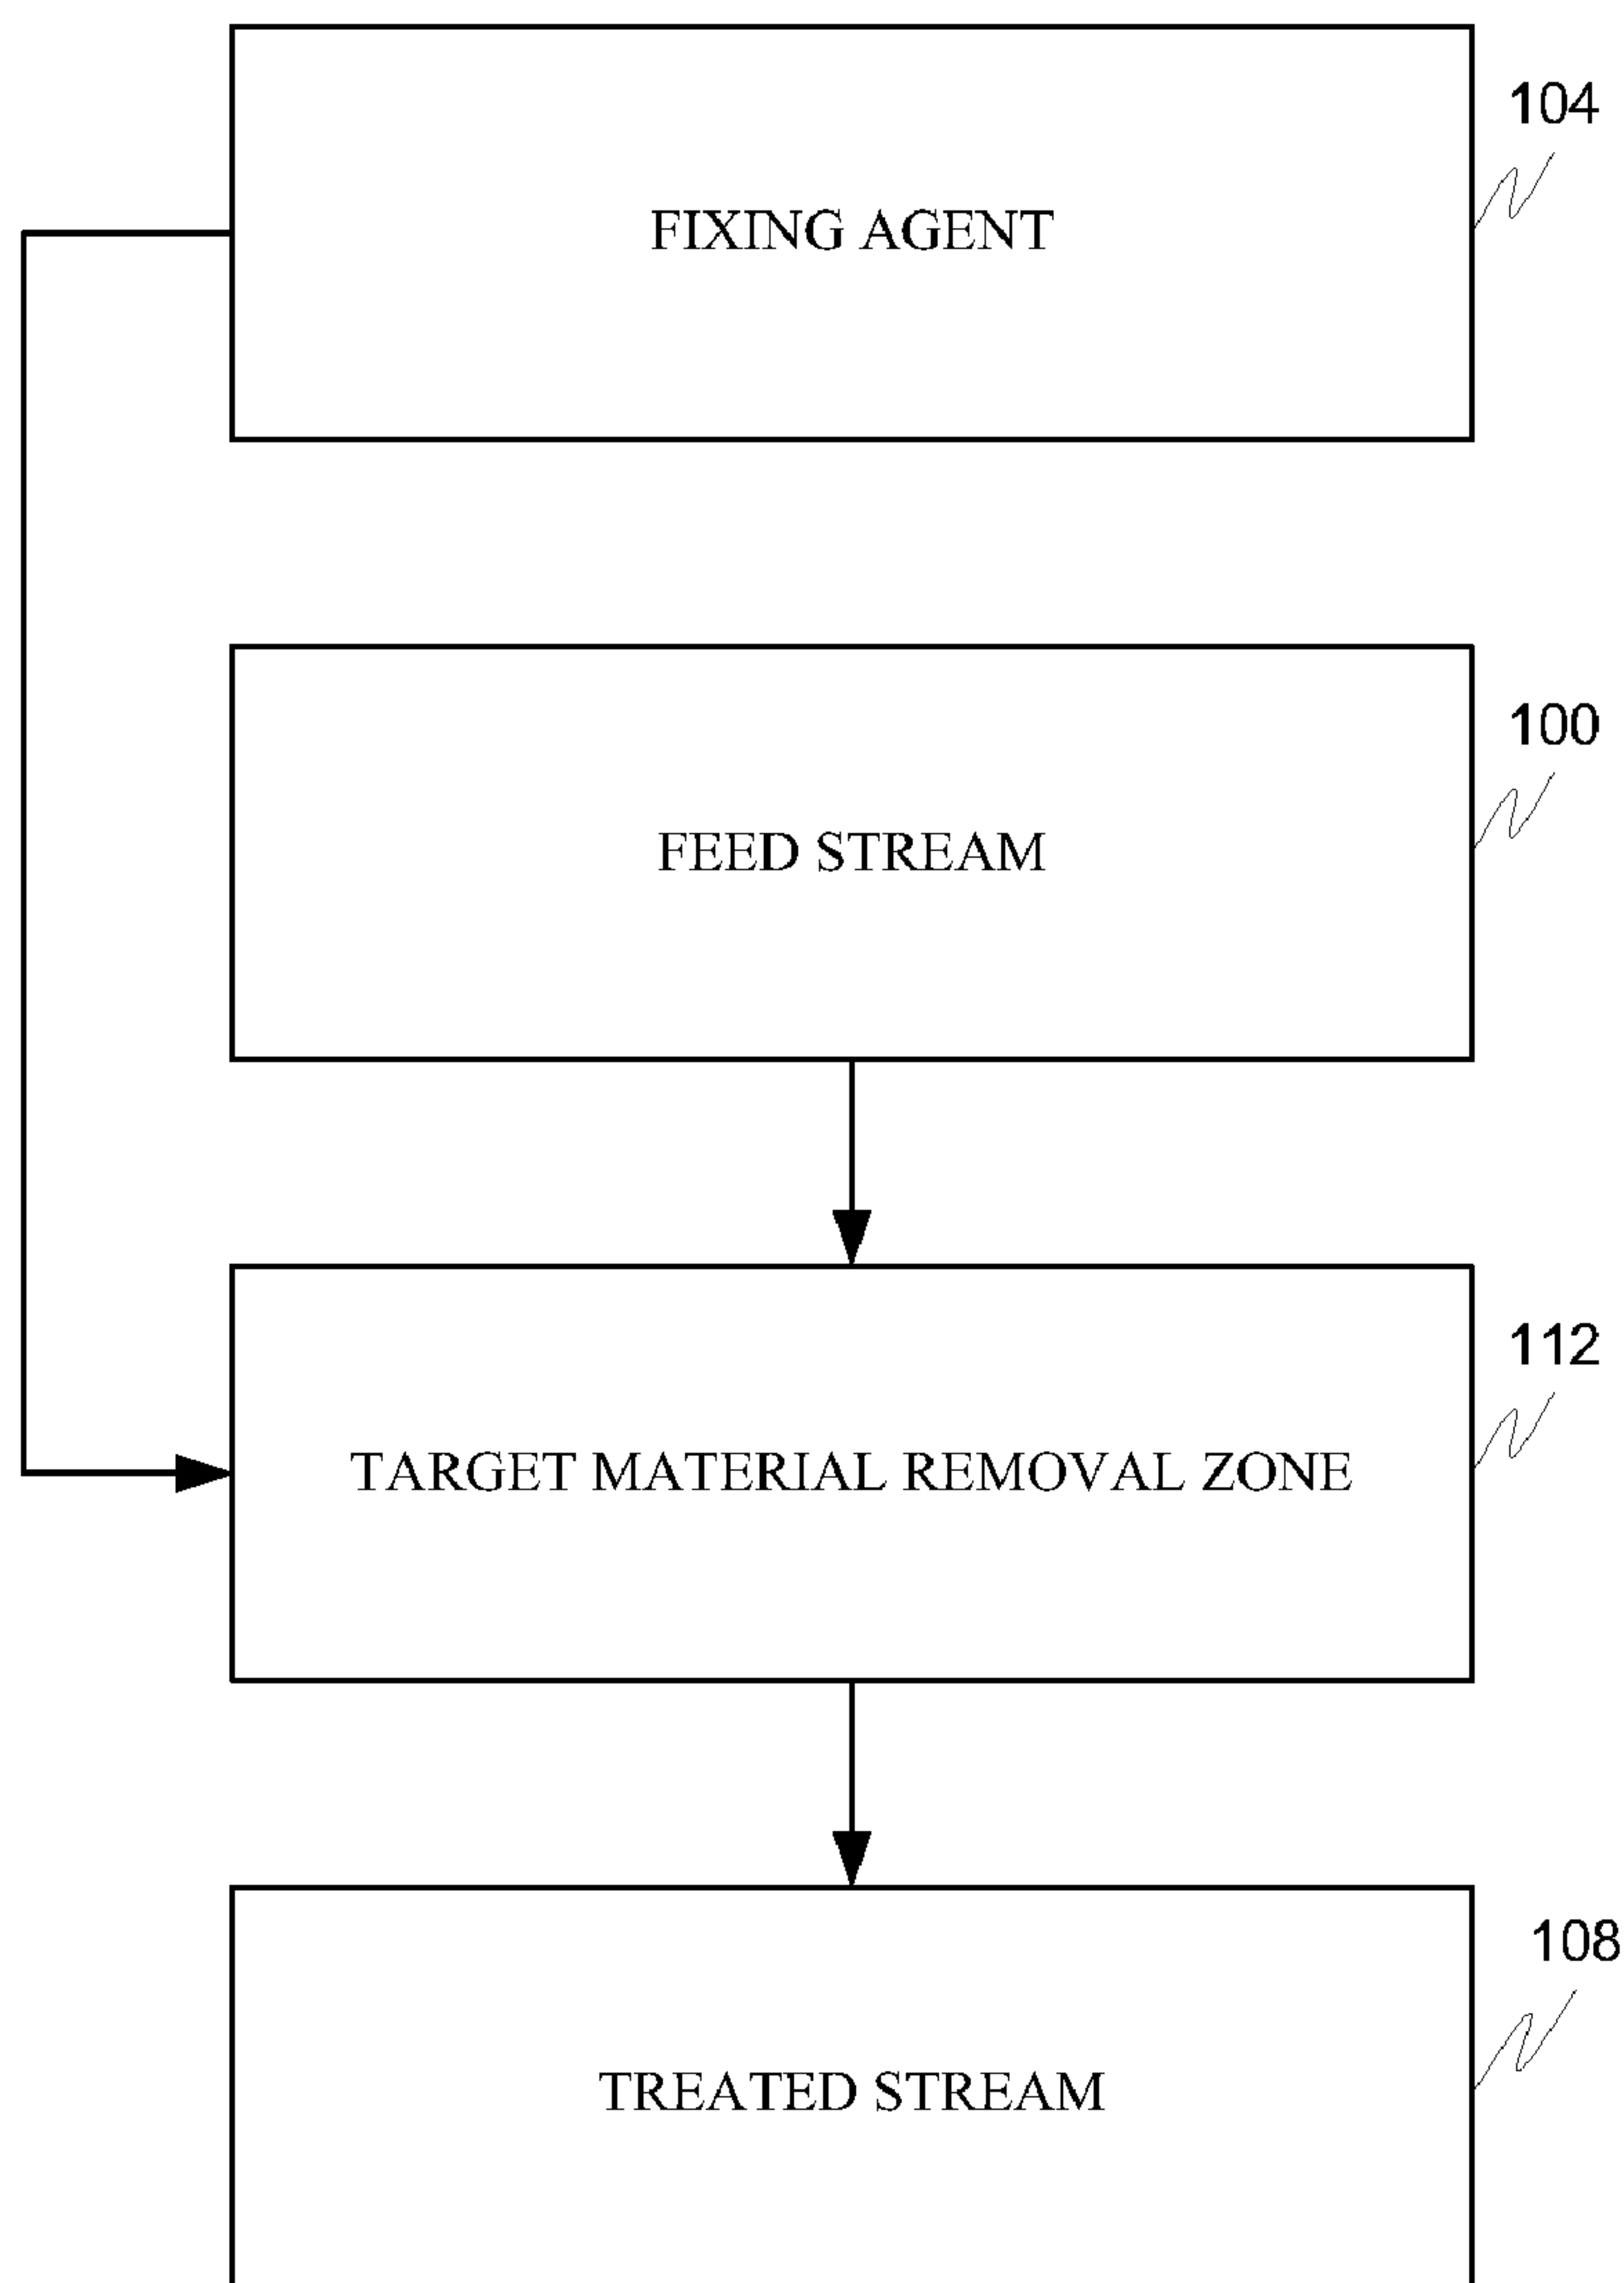 104
FIXING AGENT
100
FEED STREAM
112
TARGET MATERIAL REMOVAL ZONE
108
TREATED STREAM